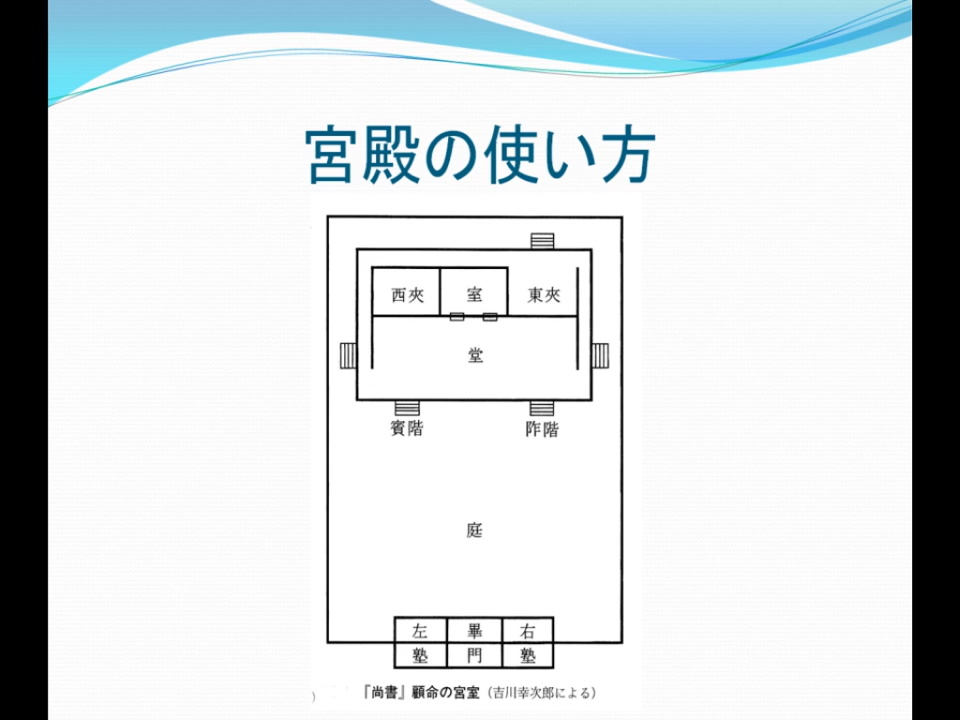 宮殿の使い方
西夾 室 東夾
堂
賓階 阼階
庭
左 畢 右
塾 門 塾
) 『尚書』顧命の宮室（吉川幸次郎による）